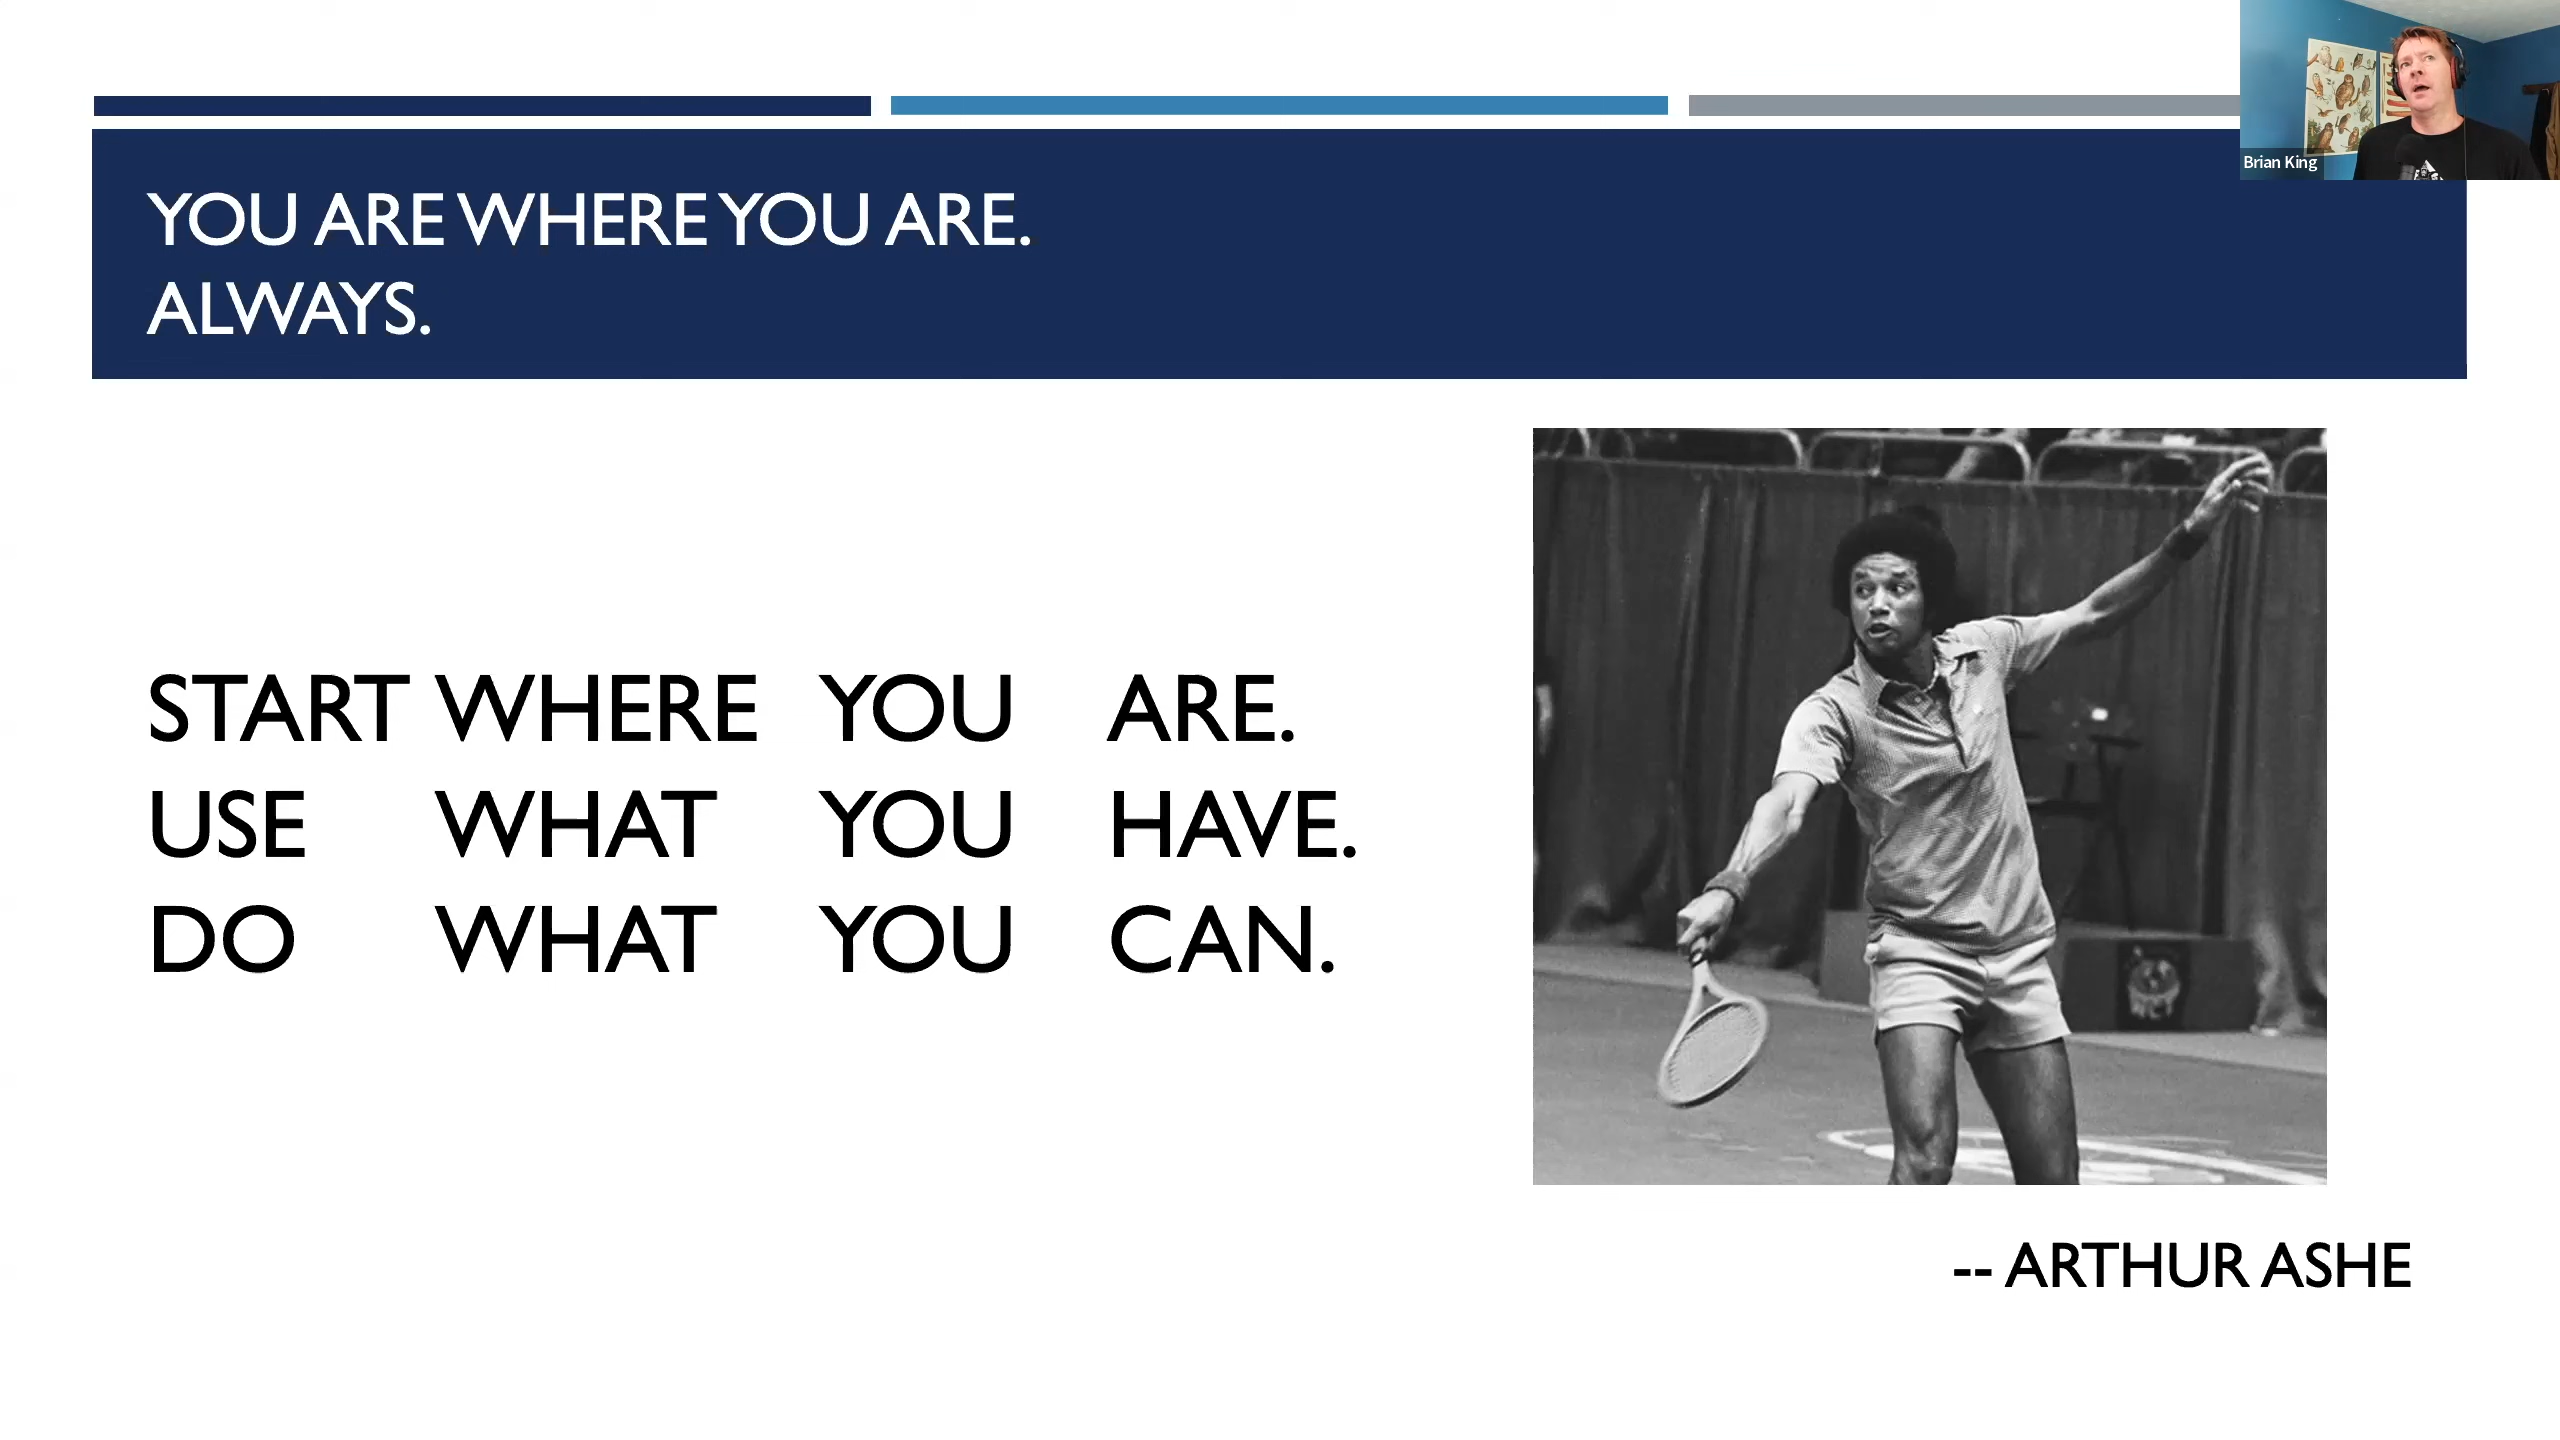 Brian King
YOU ARE WHERE YOU ARE.
ALWAYS.
START WHERE YOU ARE.
USE WHAT YOU HAVE.
DO WHAT YOU CAN.
-- ARTHUR ASHE